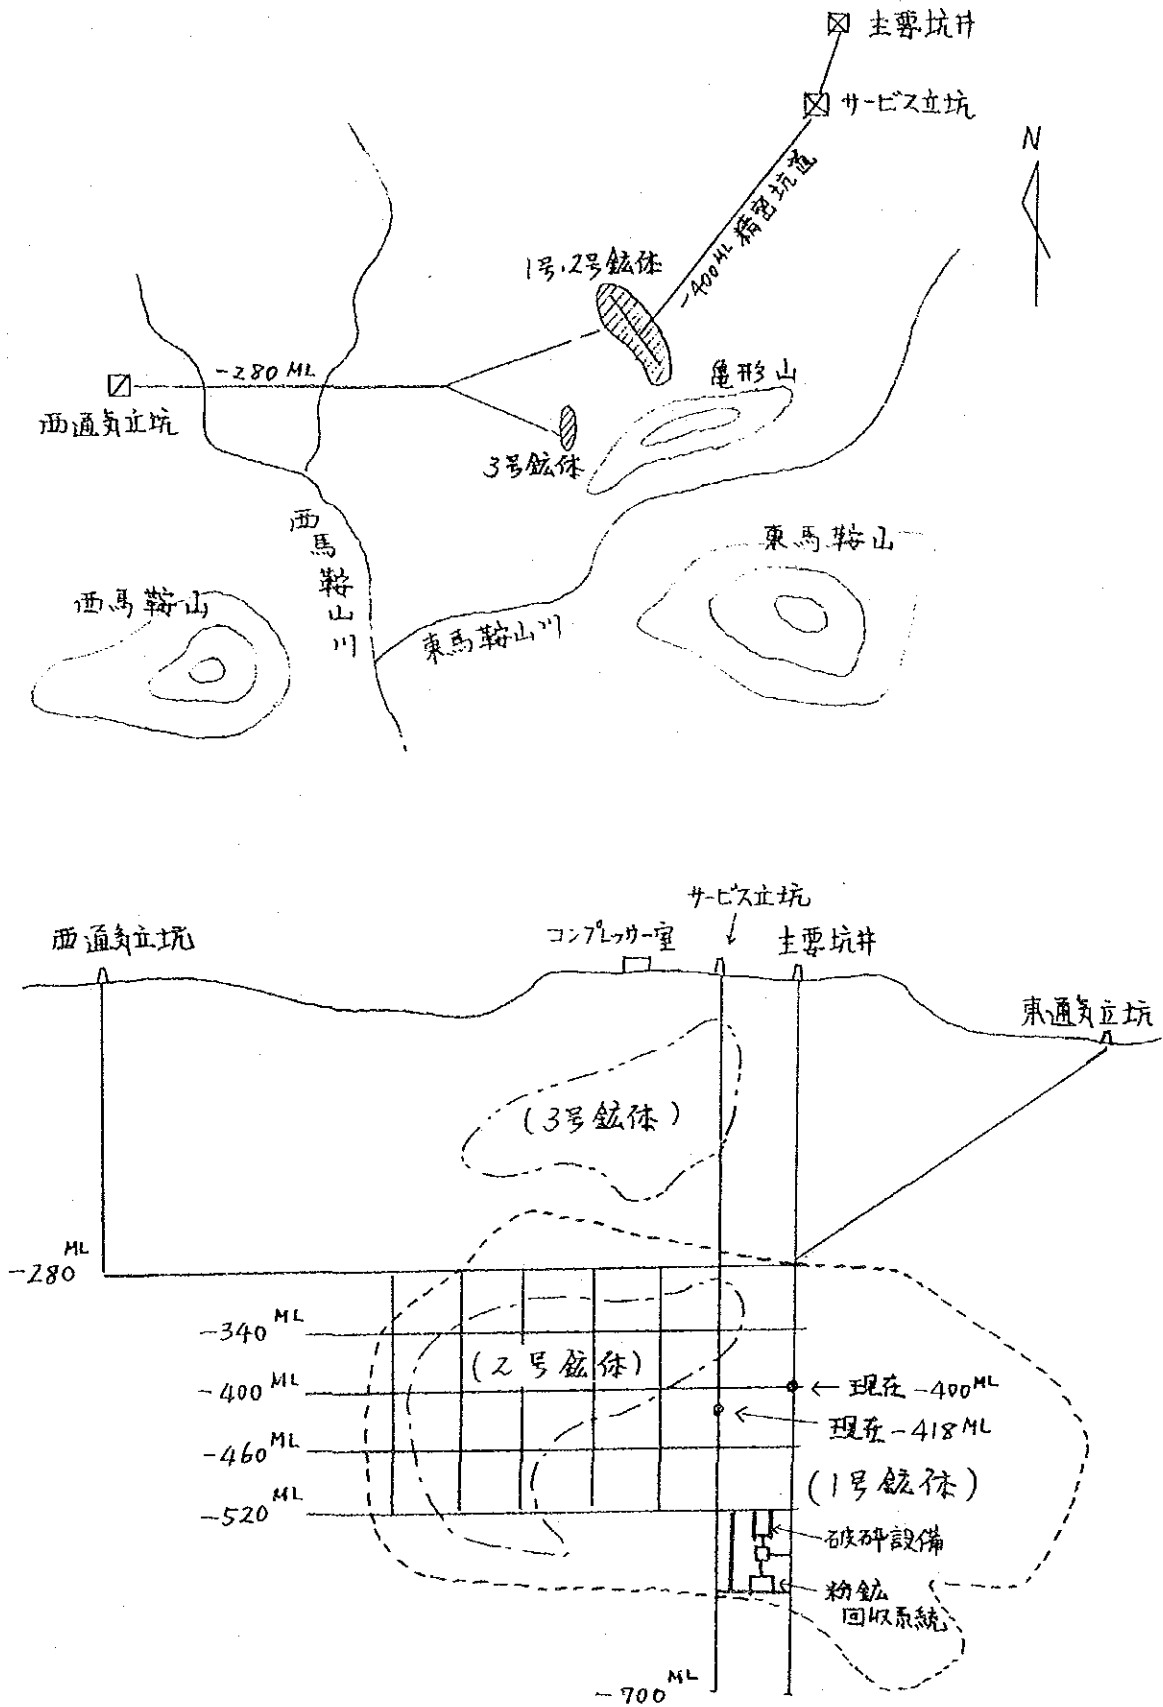 主要坑井
サービス立坑
N
-400ML 精密坑道
1号,2号鉱体
-280 ML
亀形山
西通気立坑
3号鉱体
西馬鞍山川
東馬鞍山
西馬鞍山
東馬鞍山川
サービス立坑
西通気立坑
コンプレッサー室
主要坑井
東通気立坑
(3号鉱体)
-280ML
-340ML
(2号鉱体)
-400ML
現在 -400ML
現在 -418ML
-460ML
(1号鉱体)
-520ML
破砕設備
粉鉱
回収系統
-700ML